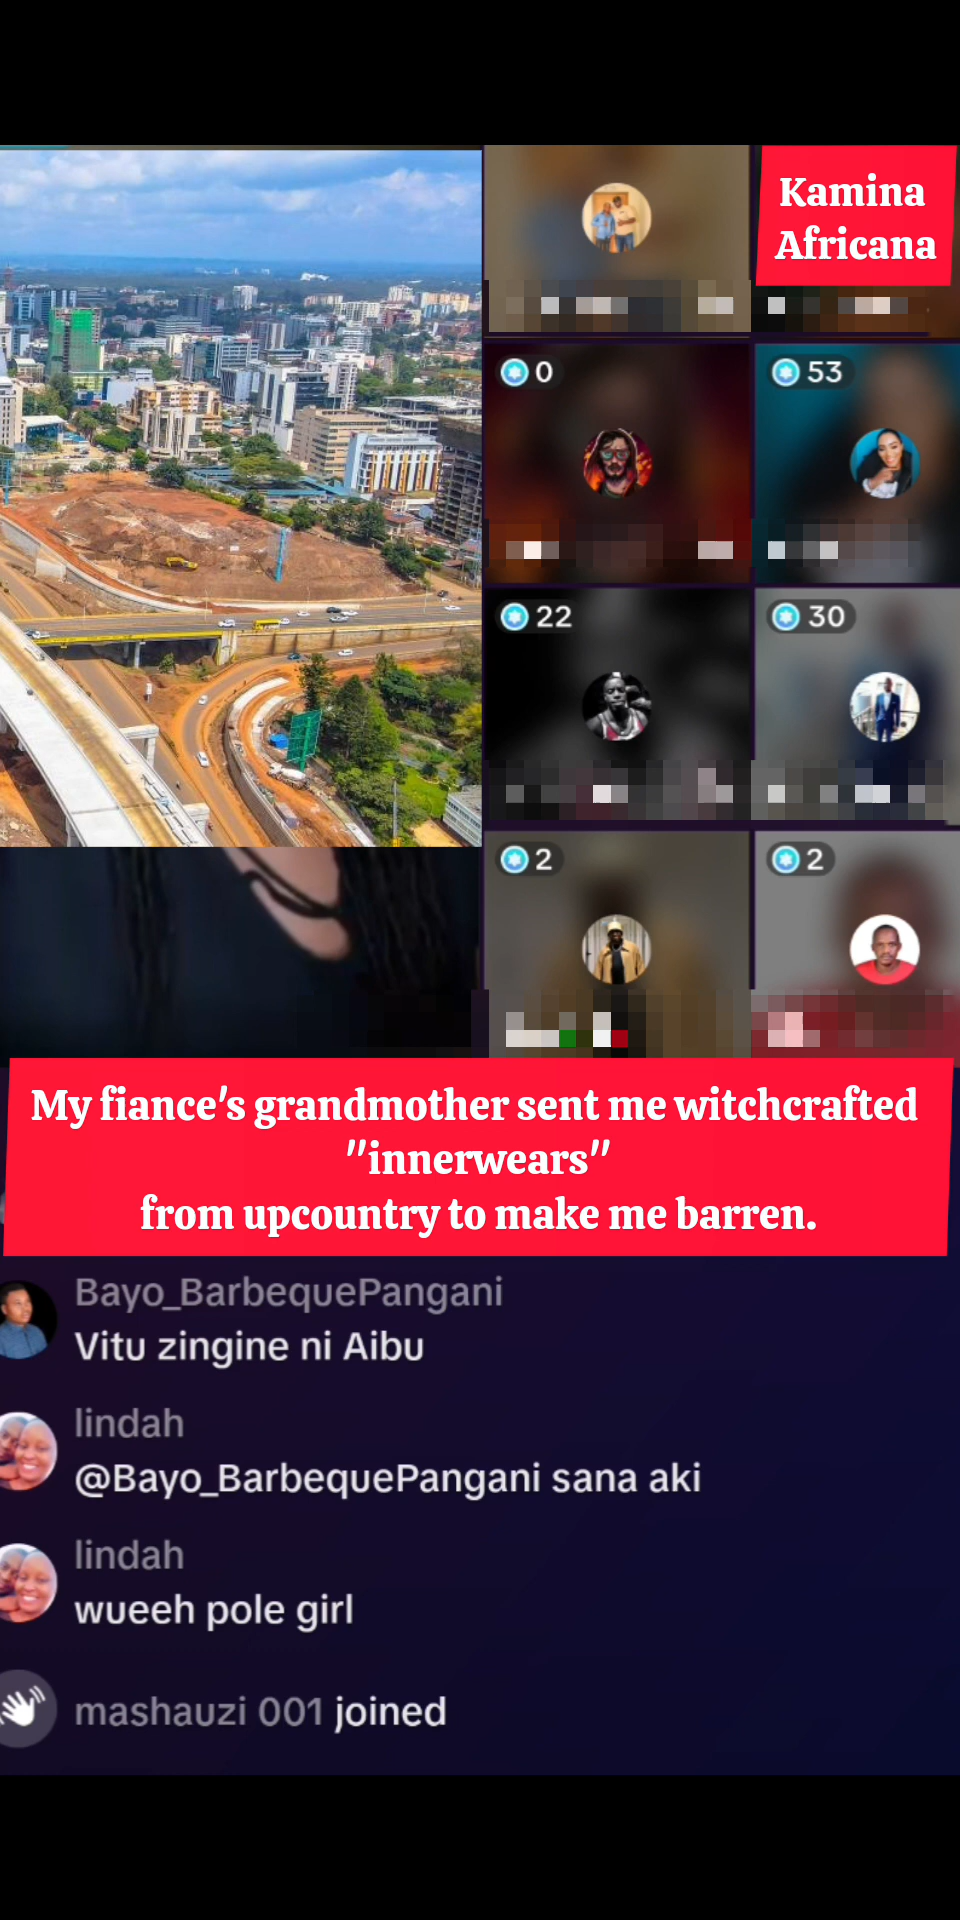 Kamina
Africana
0
53
22
30
2
2
My fiance's grandmother sent me witchcrafted
"innerwears"
from upcountry to make me barren.
Bayo_BarbequePangani
Vitu zingine ni Aibu
lindah
@Bayo_BarbequePangani sana aki
lindah
wueeh pole girl
mashauzi 001 joined